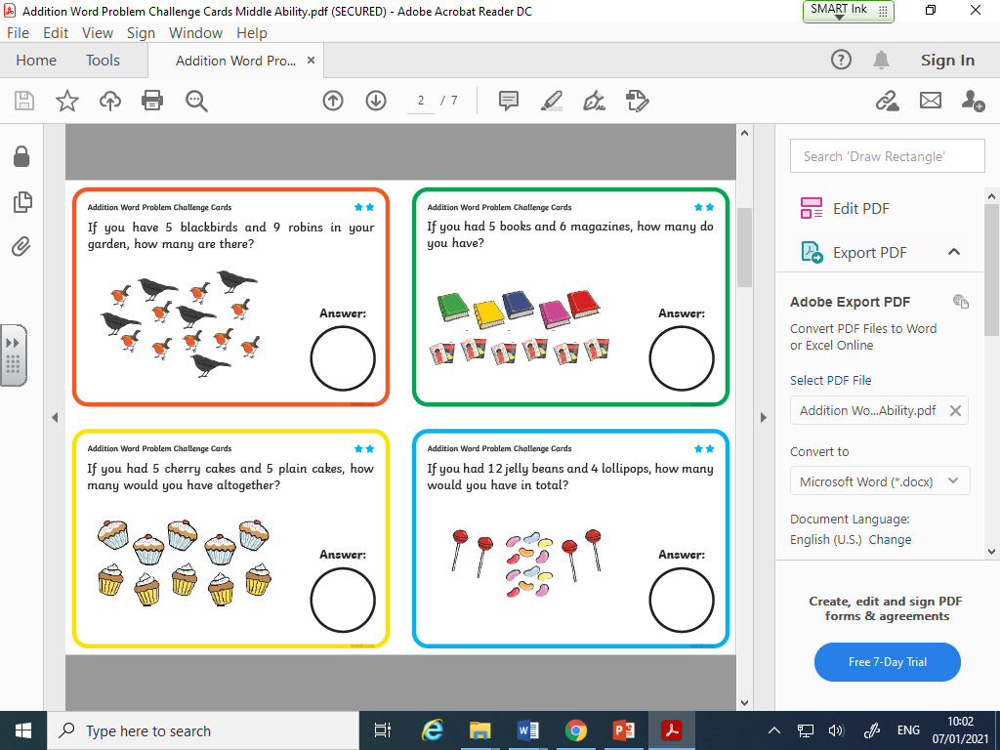 Addition Word Problem Challenge Cards Middle Ability.pdf (SECURED) - Adobe Acrobat Reader DC
SMART Ink
File Edit View Sign Window Help
Home Tools Addition Word Pro... ×
Sign In
2 / 7
Addition Word Problem Challenge Cards
If you have 5 blackbirds and 9 robins in your
garden, how many are there?
Answer:
Addition Word Problem Challenge Cards
If you had 5 books and 6 magazines, how many do
you have?
Answer:
Addition Word Problem Challenge Cards
If you had 5 cherry cakes and 5 plain cakes, how
many would you have altogether?
Answer:
Addition Word Problem Challenge Cards
If you had 12 jelly beans and 4 lollipops, how many
would you have in total?
Answer:
Search 'Draw Rectangle'
Edit PDF
Export PDF
Adobe Export PDF
Convert PDF Files to Word
or Excel Online
Select PDF File
Addition Wo...Ability.pdf
Convert to
Microsoft Word (*.docx)
Document Language:
English (U.S.) Change
Create, edit and sign PDF
forms & agreements
Free 7-Day Trial
Type here to search
ENG
10:02
07/01/2021